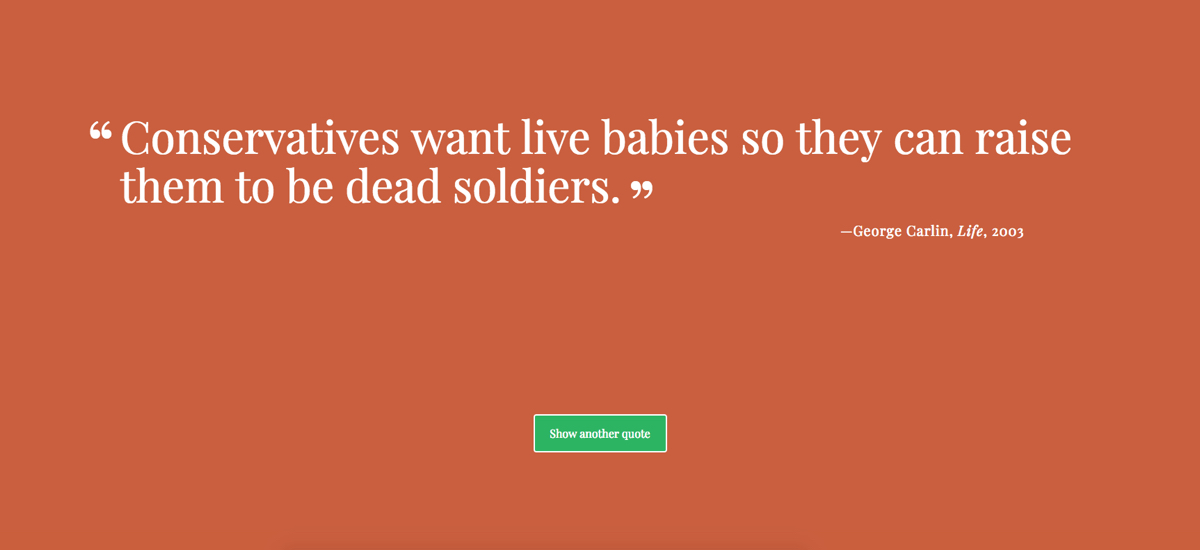 “ Conservatives want live babies so they can raise
them to be dead soldiers. ”
—George Carlin, Life, 2003
Show another quote